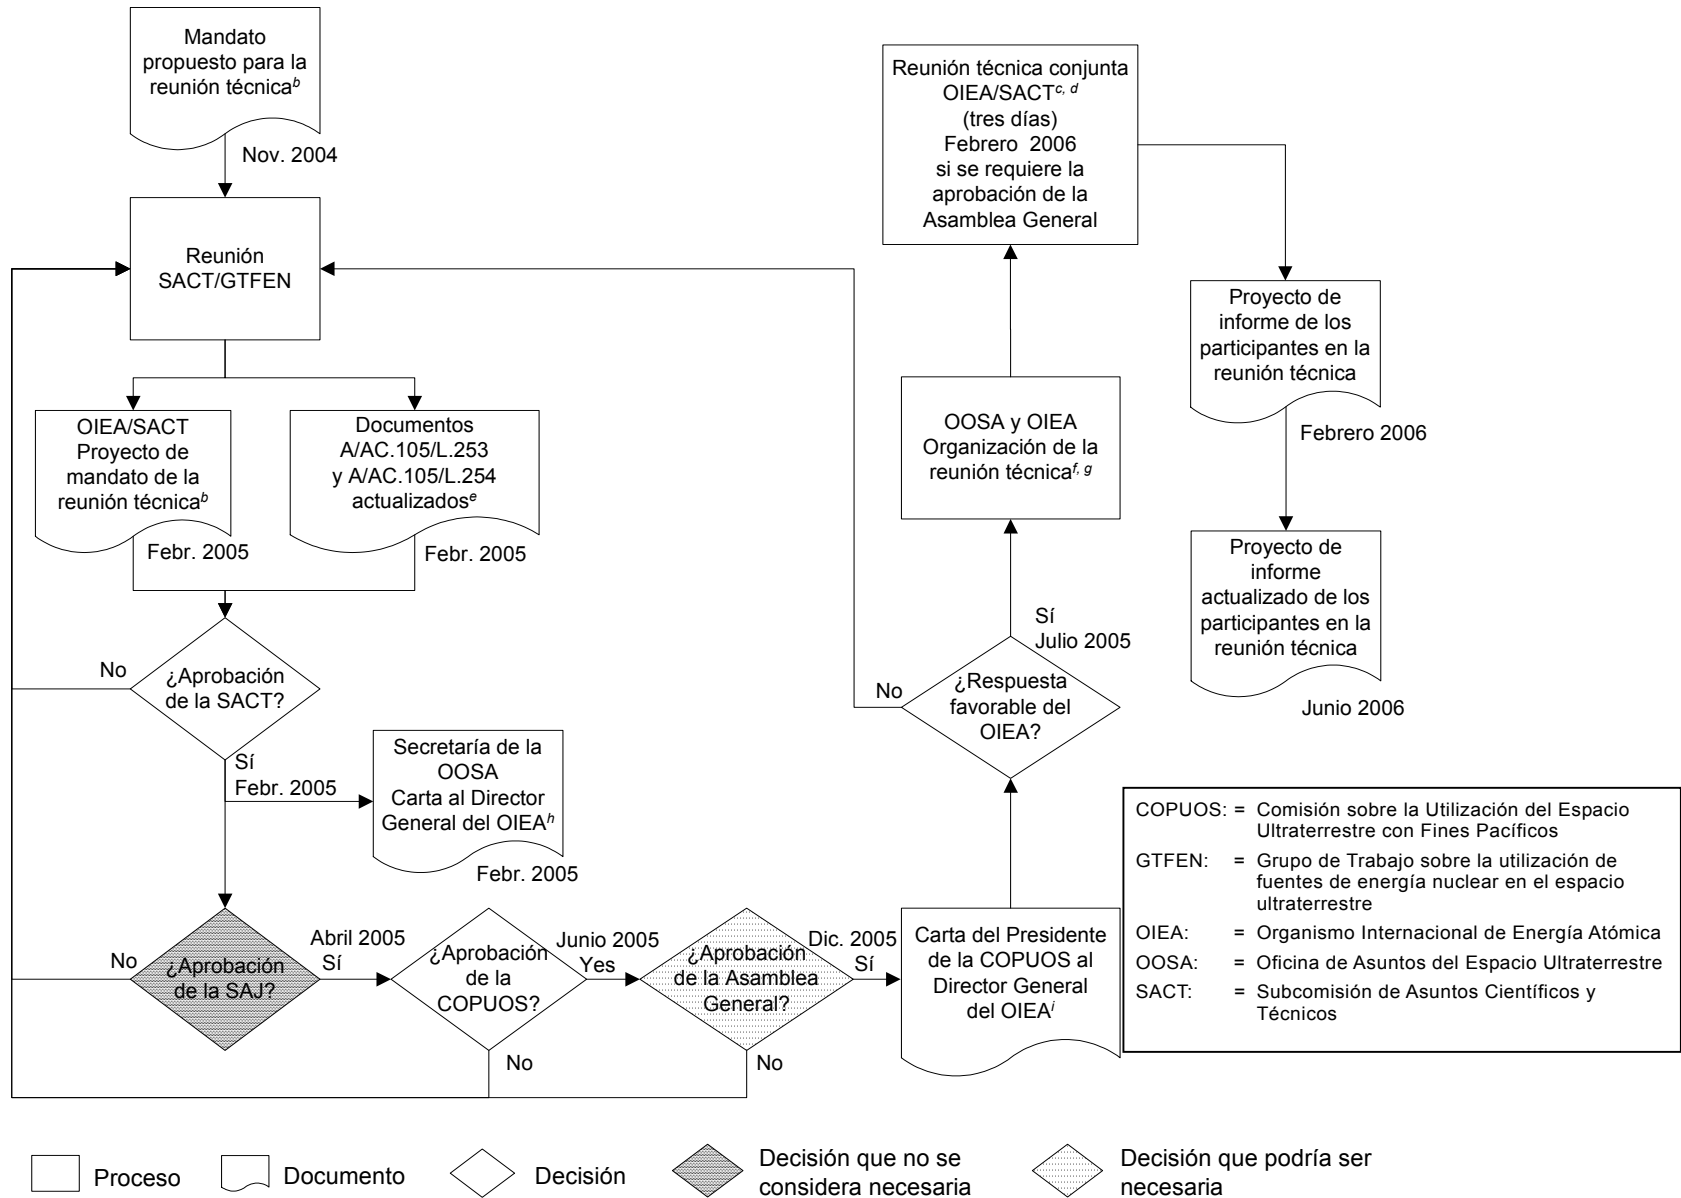 Mandato
propuesto para la
reunión técnicaᵇ
Nov. 2004
Reunión
SACT/GTFEN
OIEA/SACT
Proyecto de
mandato de la
reunión técnicaᵇ
Febr. 2005
Documentos
A/AC.105/L.253
y A/AC.105/L.254
actualizadosᵉ
Febr. 2005
¿Aprobación
de la SACT?
No
Sí
Febr. 2005
Secretaría de la
OOSA
Carta al Director
General del OIEAʰ
Febr. 2005
¿Aprobación
de la SAJ?
No
Abril 2005
Sí
¿Aprobación
de la
COPUOS?
No
Junio 2005
Yes
¿Aprobación
de la Asamblea
General?
No
Dic. 2005
Sí
Carta del Presidente
de la COPUOS al
Director General
del OIEAⁱ
¿Respuesta
favorable del
OIEA?
No
Sí
Julio 2005
OOSA y OIEA
Organización de la
reunión técnicaᶠ, ᵍ
Reunión técnica conjunta
OIEA/SACTᶜ, ᵈ
(tres días)
Febrero 2006
si se requiere la
aprobación de la
Asamblea General
Proyecto de
informe de los
participantes en la
reunión técnica
Febrero 2006
Proyecto de
informe
actualizado de los
participantes en la
reunión técnica
Junio 2006
COPUOS: = Comisión sobre la Utilización del Espacio
Ultraterrestre con Fines Pacíficos
GTFEN: = Grupo de Trabajo sobre la utilización de
fuentes de energía nuclear en el espacio
ultraterrestre
OIEA: = Organismo Internacional de Energía Atómica
OOSA: = Oficina de Asuntos del Espacio Ultraterrestre
SACT: = Subcomisión de Asuntos Científicos y
Técnicos
Proceso
Documento
Decisión
Decisión que no se
considera necesaria
Decisión que podría ser
necesaria